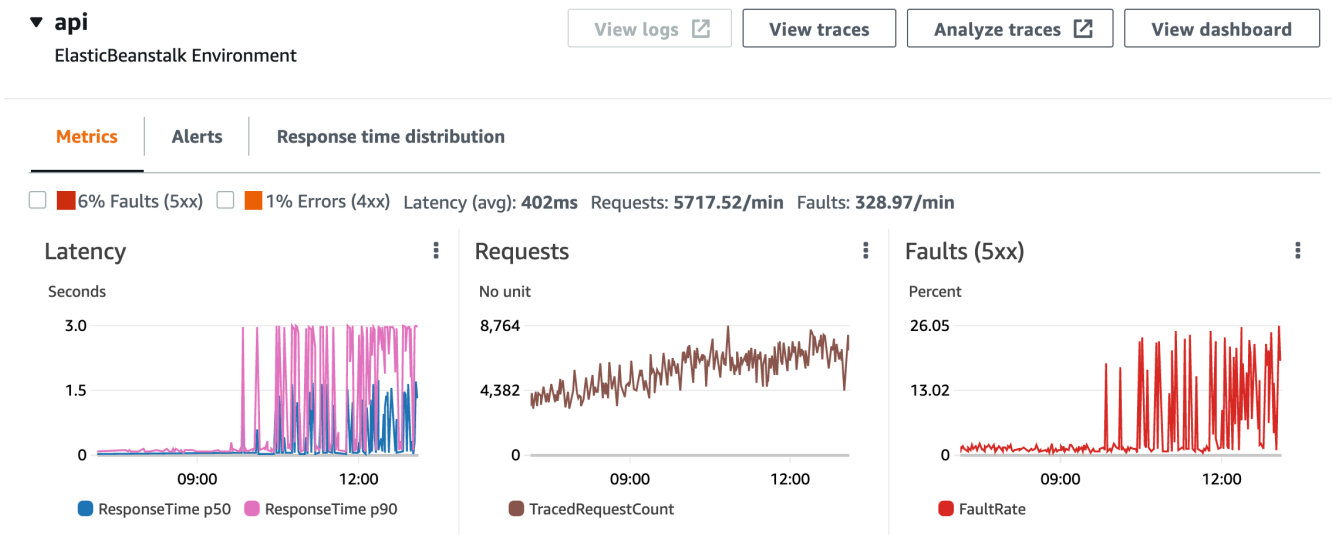 api
View logs
View traces
Analyze traces
View dashboard
ElasticBeanstalk Environment
Metrics
Alerts
Response time distribution
6% Faults (5xx) 1% Errors (4xx) Latency (avg): 402ms Requests: 5717.52/min Faults: 328.97/min
Latency
Seconds
3.0
1.5
0
09:00 12:00
ResponseTime p50 ResponseTime p90
Requests
No unit
8,764
4,382
0
09:00 12:00
TracedRequestCount
Faults (5xx)
Percent
26.05
13.02
0
09:00 12:00
FaultRate